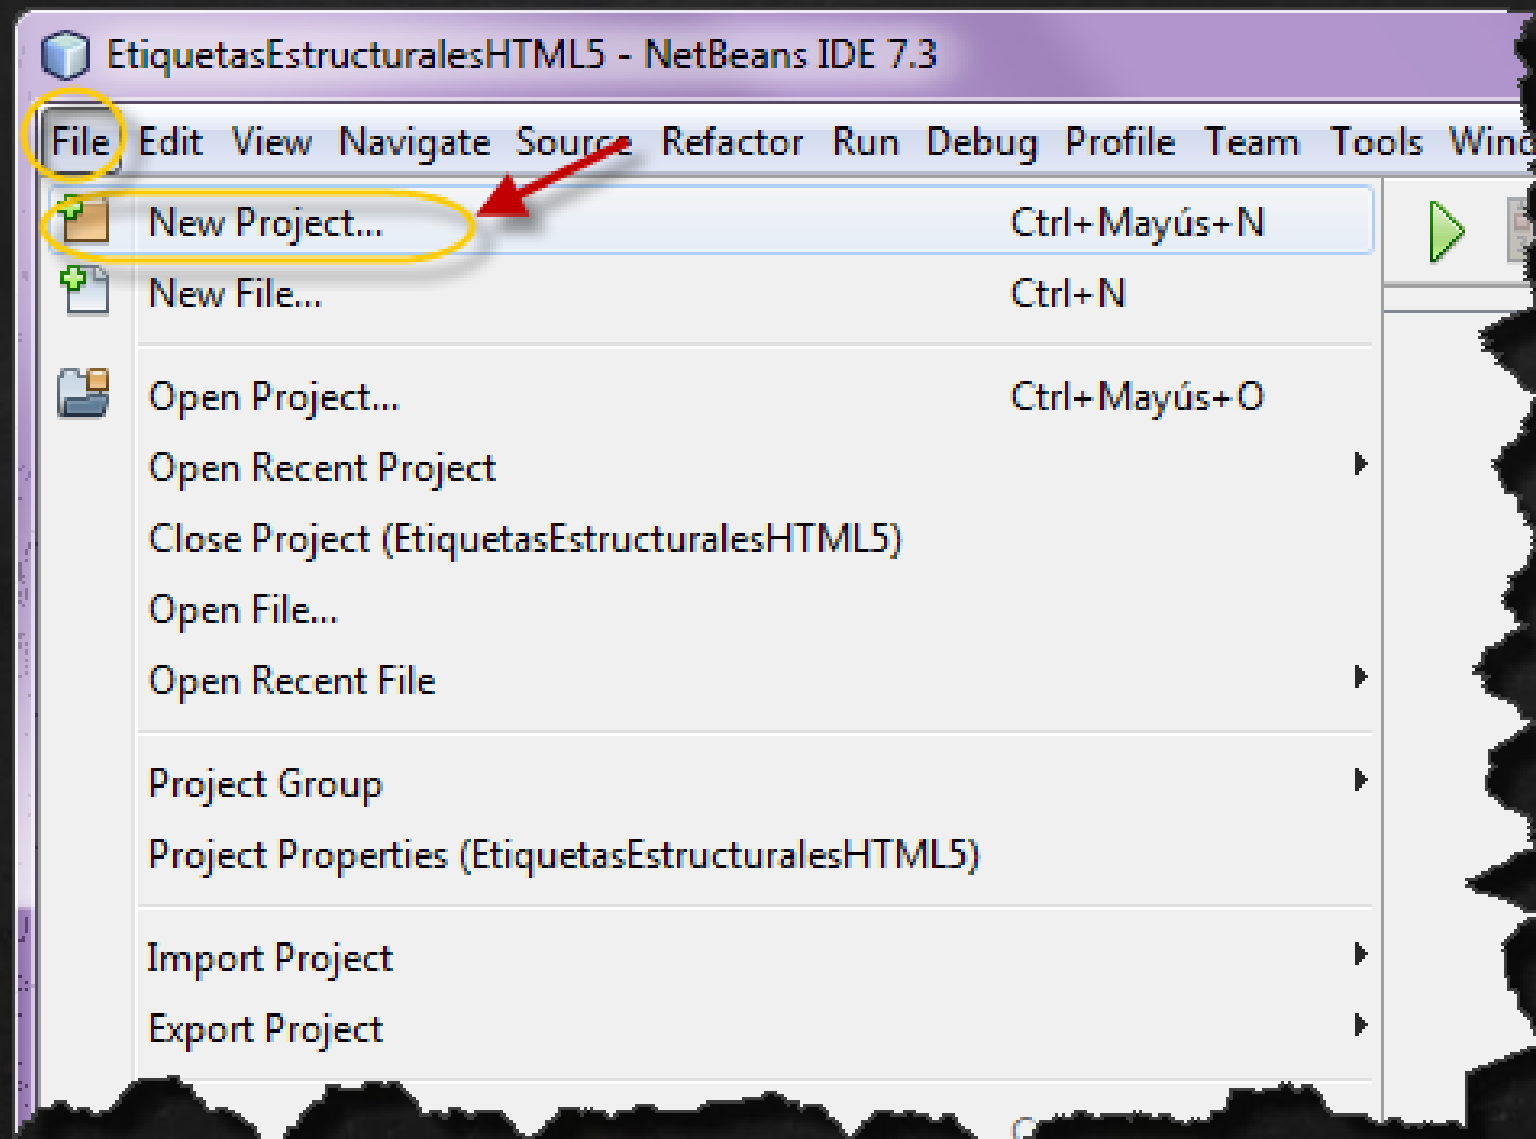 EtiquetasEstructuralesHTML5 - NetBeans IDE 7.3
File Edit View Navigate Source Refactor Run Debug Profile Team Tools
New Project... Ctrl+Mayús+N
New File... Ctrl+N
Open Project... Ctrl+Mayús+O
Open Recent Project
Close Project (EtiquetasEstructuralesHTML5)
Open File...
Open Recent File
Project Group
Project Properties (EtiquetasEstructuralesHTML5)
Import Project
Export Project